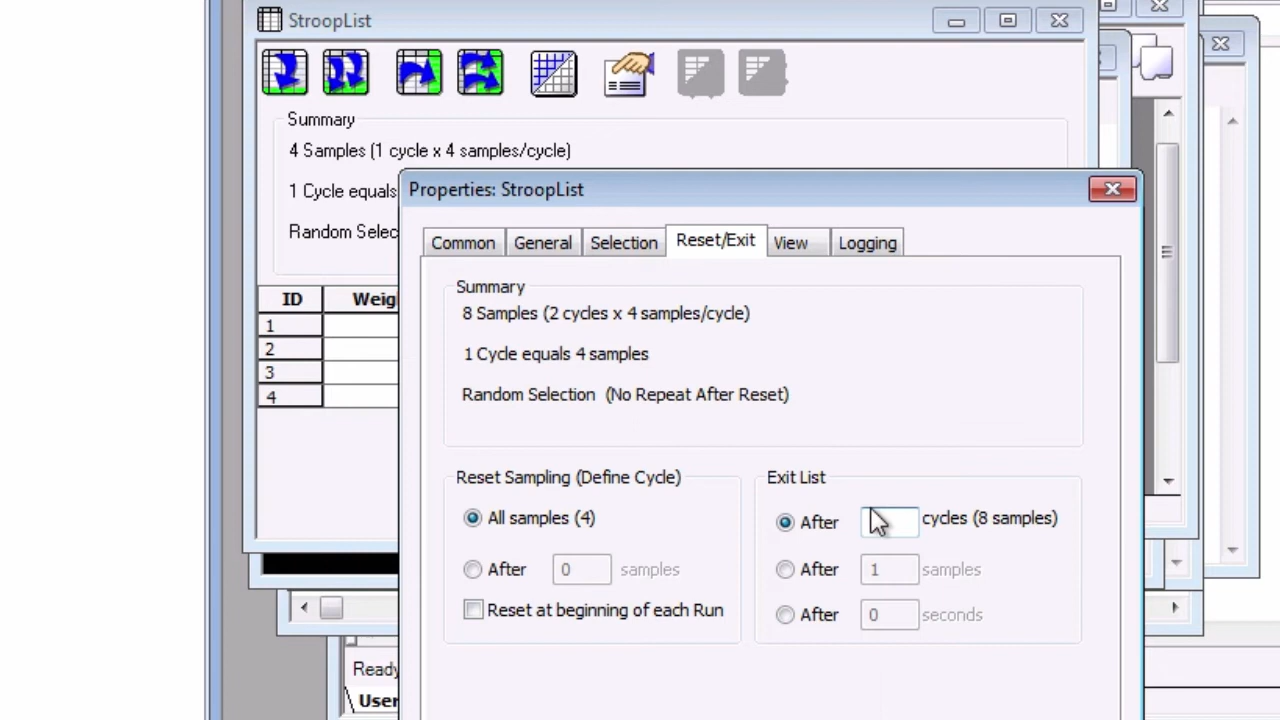 StroopList
Summary
4 Samples (1 cycle x 4 samples/cycle)
1 Cycle equals
Random Selec
ID Weig
1
2
3
4
Properties: StroopList
Common General Selection Reset/Exit View Logging
Summary
8 Samples (2 cycles x 4 samples/cycle)
1 Cycle equals 4 samples
Random Selection (No Repeat After Reset)
Reset Sampling (Define Cycle)
All samples (4)
After 0 samples
Reset at beginning of each Run
Exit List
After cycles (8 samples)
After 1 samples
After 0 seconds
Ready
User